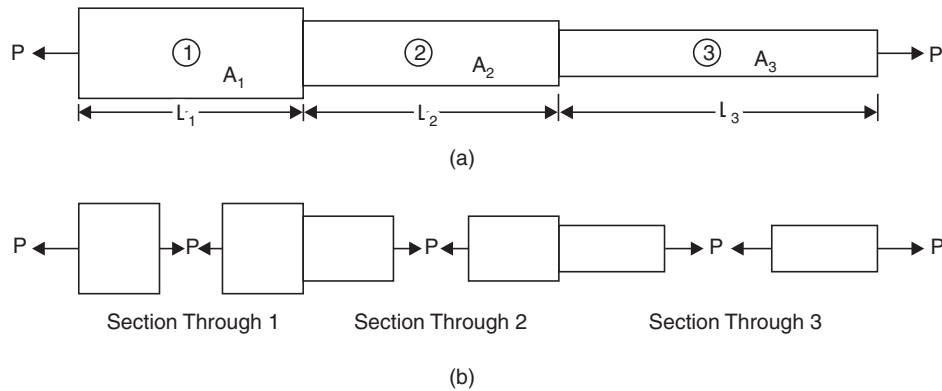 P ① A₁ ② A₂ ③ A₃ P
L₁ L₂ L₃
(a)
P P P P P
Section Through 1 Section Through 2 Section Through 3
(b)